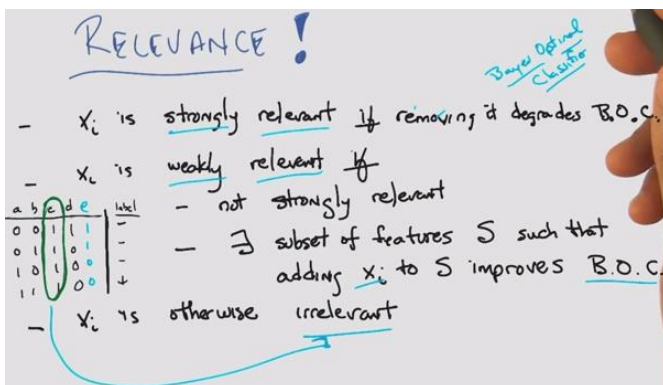 RELEVANCE!
Bayes Optimal
Classifier
- xi is strongly relevant if removing it degrades B.O.C.
- xi is weakly relevant if
- not strongly relevant
- ∃ subset of features S such that
adding xi to S improves B.O.C.
a b c d e label
0 0 1 1 1 -
0 1 1 0 1 -
1 0 1 0 0 -
1 1 1 0 0 +
- xi is otherwise irrelevant